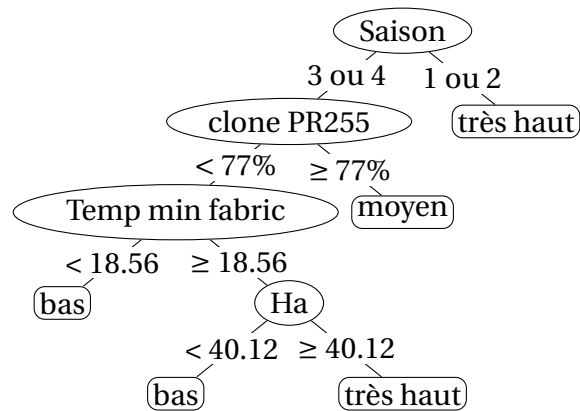 Saison
3 ou 4 1 ou 2
clone PR255 très haut
< 77% ≥ 77%
Temp min fabric moyen
< 18.56 ≥ 18.56
bas Ha
< 40.12 ≥ 40.12
bas très haut